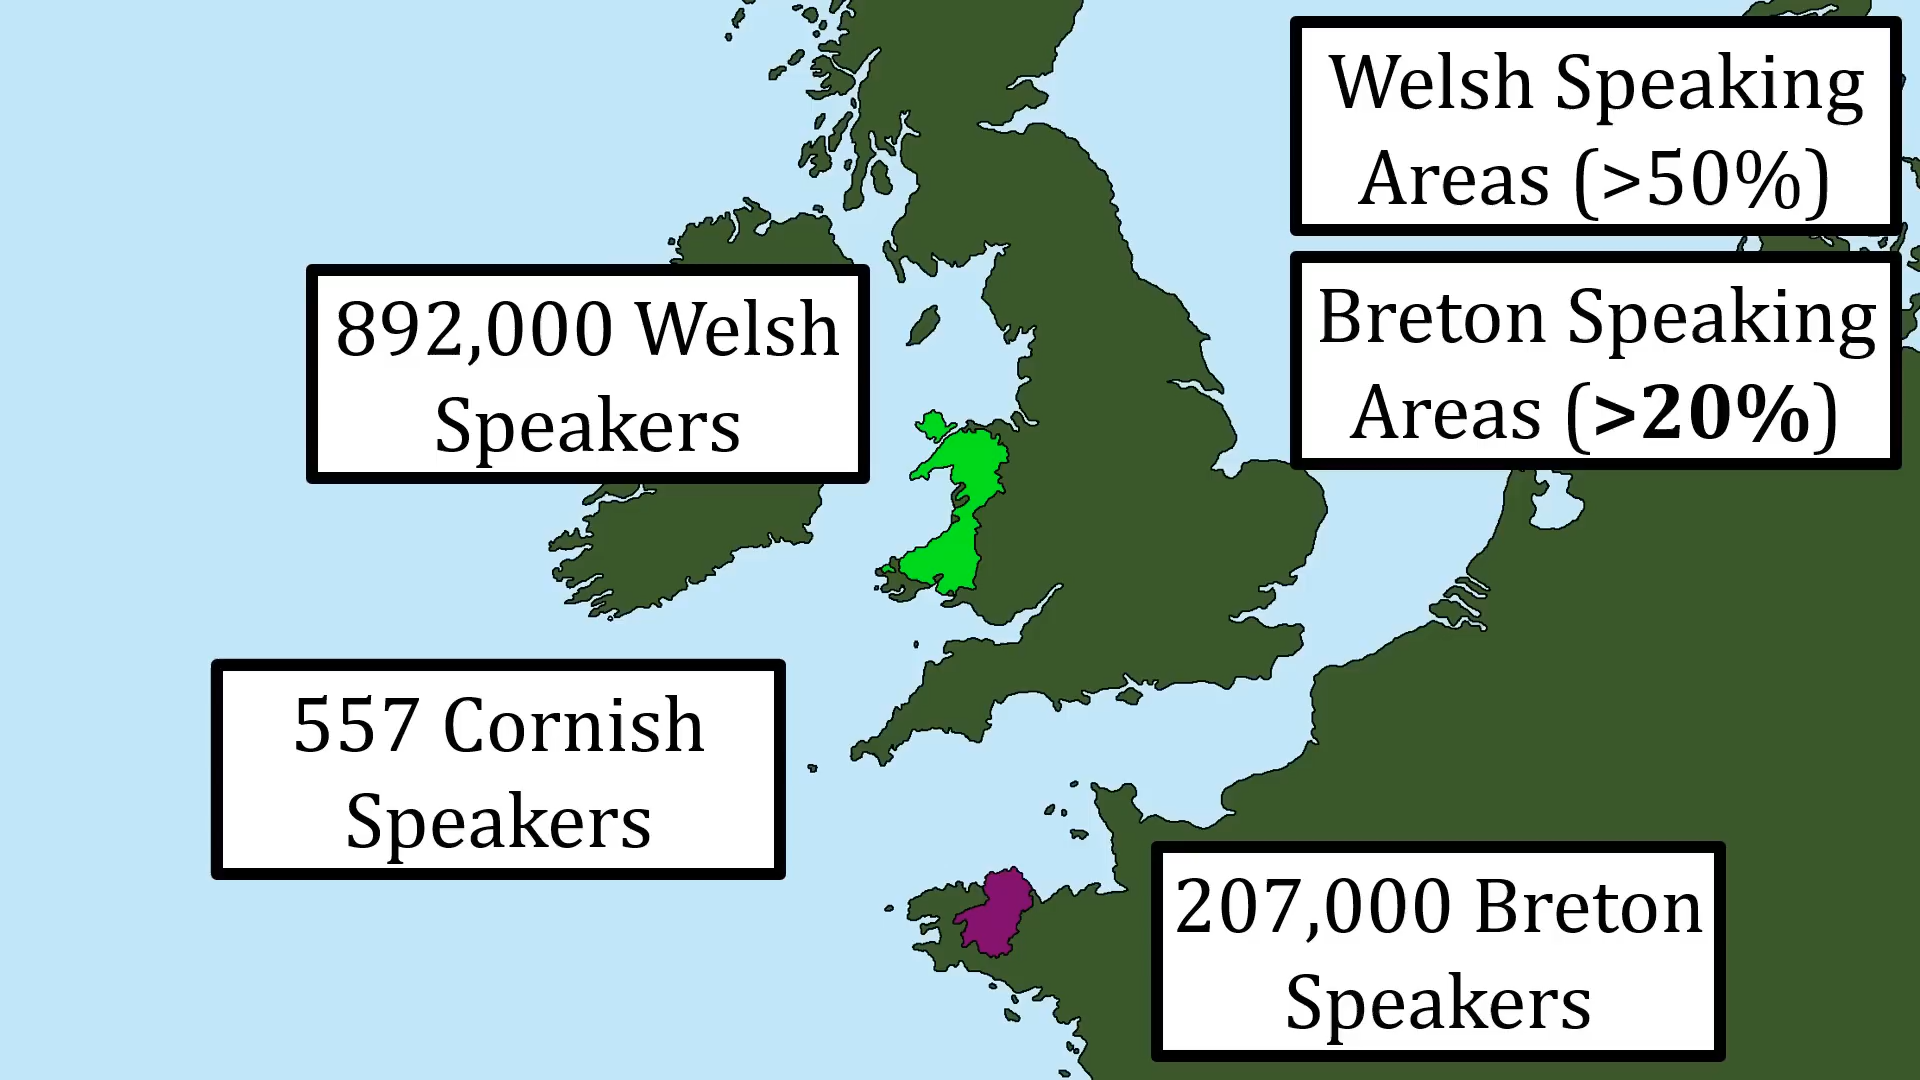 Welsh Speaking
Areas (>50%)
Breton Speaking
Areas (>20%)
892,000 Welsh
Speakers
557 Cornish
Speakers
207,000 Breton
Speakers